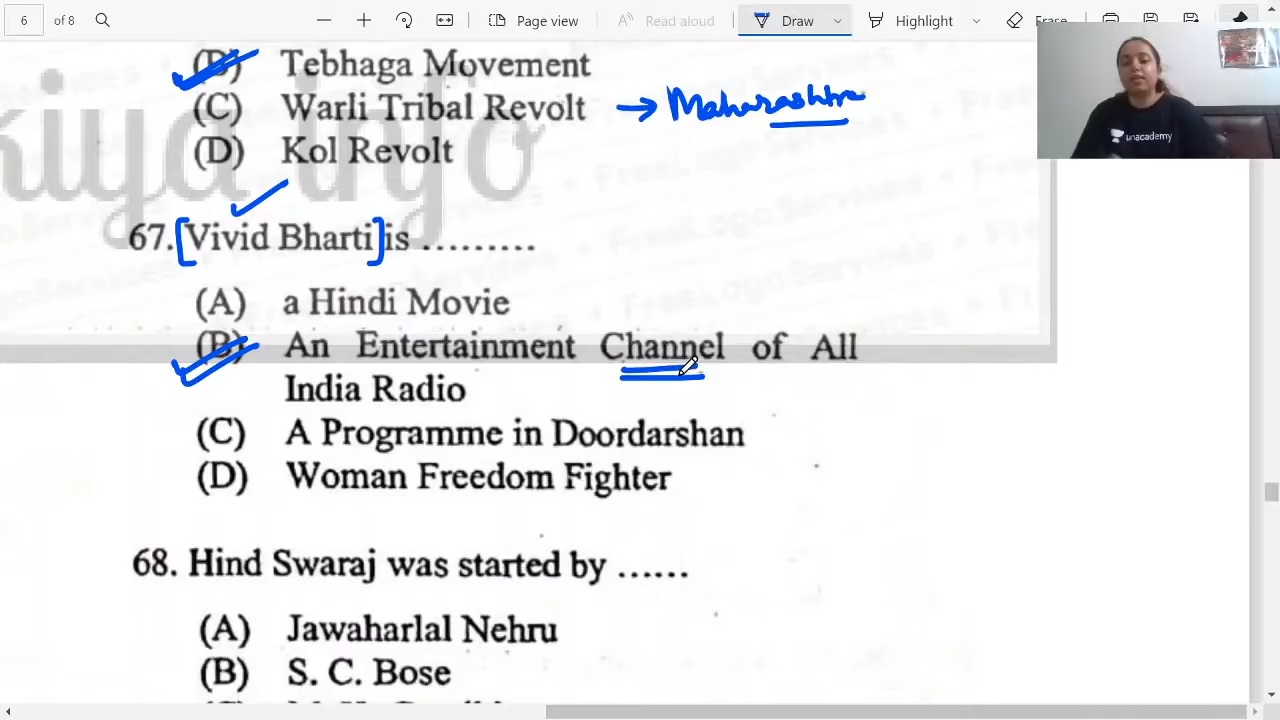 6 of 8 Page view Read aloud Draw Highlight Erase
(B) Tebhaga Movement
(C) Warli Tribal Revolt → Maharashtra
(D) Kol Revolt
kiya info
unacademy
67. [Vivid Bharti] is .........
(A) a Hindi Movie
(B) An Entertainment Channel of All
India Radio
(C) A Programme in Doordarshan
(D) Woman Freedom Fighter
68. Hind Swaraj was started by ......
(A) Jawaharlal Nehru
(B) S. C. Bose